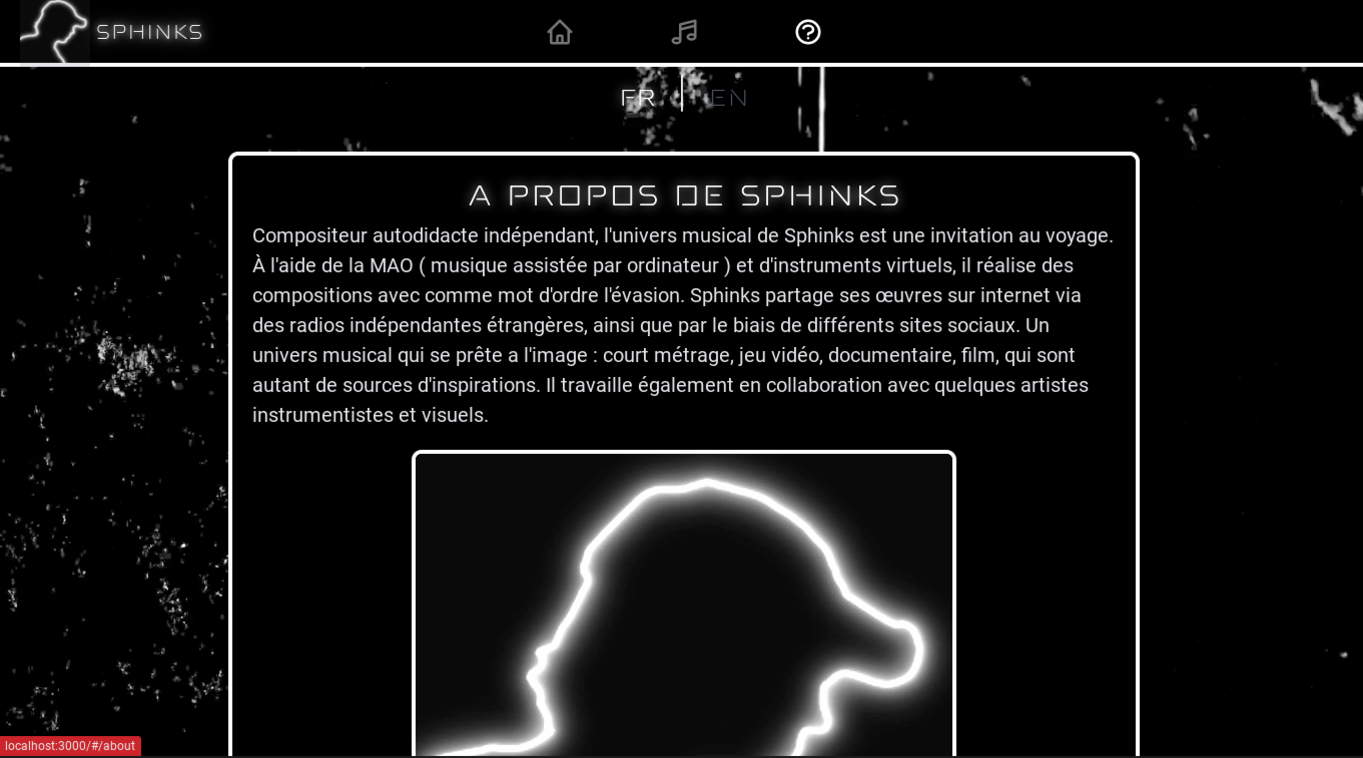 SPHINKS
FR EN
A PROPOS DE SPHINKS
Compositeur autodidacte indépendant, l'univers musical de Sphinks est une invitation au voyage.
À l'aide de la MAO ( musique assistée par ordinateur ) et d'instruments virtuels, il réalise des
compositions avec comme mot d'ordre l'évasion. Sphinks partage ses œuvres sur internet via
des radios indépendantes étrangères, ainsi que par le biais de différents sites sociaux. Un
univers musical qui se prête a l'image : court métrage, jeu vidéo, documentaire, film, qui sont
autant de sources d'inspirations. Il travaille également en collaboration avec quelques artistes
instrumentistes et visuels.
localhost:3000/#/about